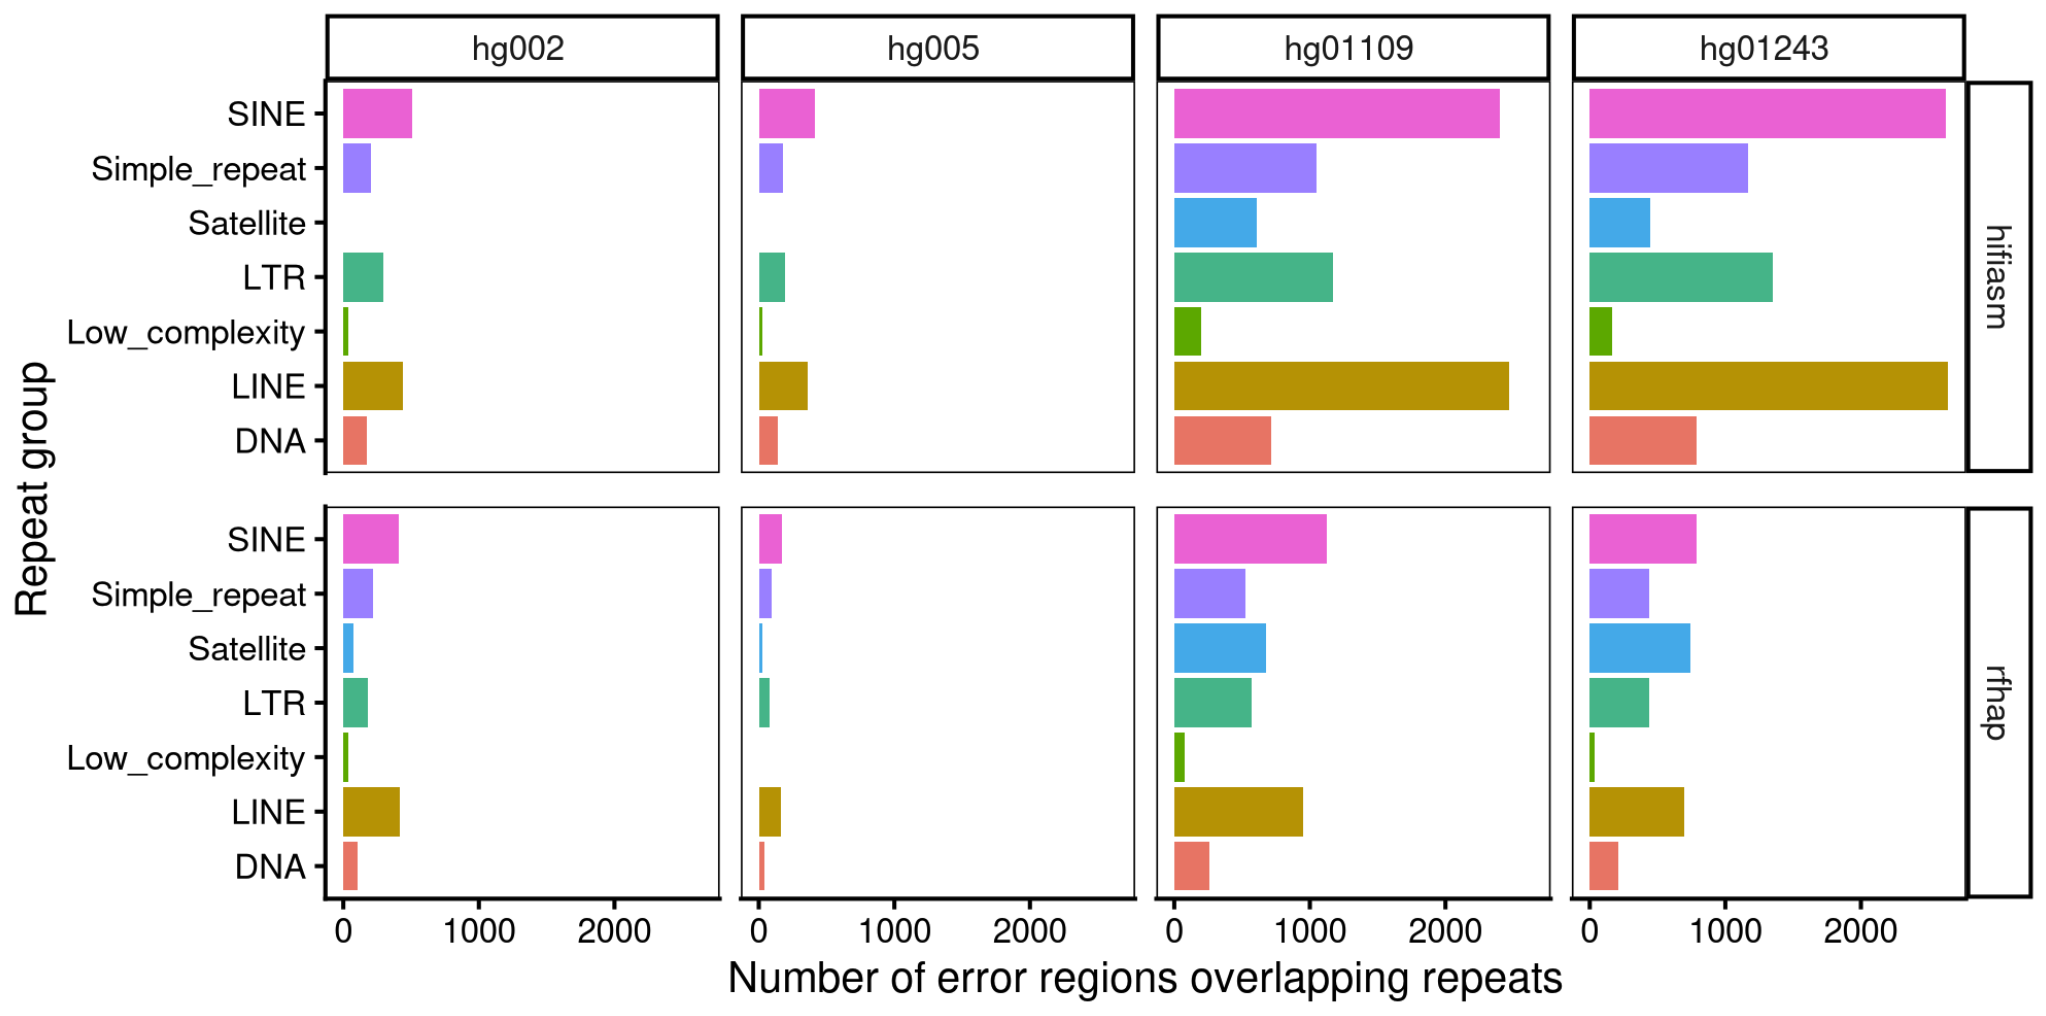 hg002 hg005 hg01109 hg01243
Repeat group
SINE
Simple_repeat
Satellite
LTR
Low_complexity
LINE
DNA
hifiasm
SINE
Simple_repeat
Satellite
LTR
Low_complexity
LINE
DNA
rfhap
0 1000 2000 0 1000 2000 0 1000 2000 0 1000 2000
Number of error regions overlapping repeats